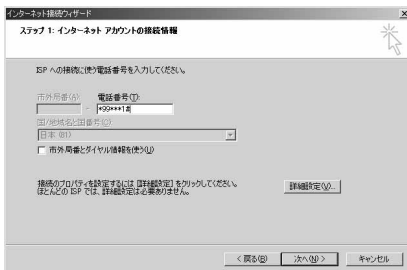 インターネット接続ウィザード
ステップ 1: インターネット アカウントの接続情報
ISP への接続に使う電話番号を入力してください。
市外局番(A): 電話番号(T):
- *99***1#
国/地域名と国番号(C)
日本 (81)
市外局番とダイヤル情報を使う(U)
接続のプロパティを設定するには [詳細設定] をクリックしてください。
ほとんどの ISP では、詳細設定は必要ありません。
詳細設定(V)...
< 戻る(B) 次へ(N) > キャンセル